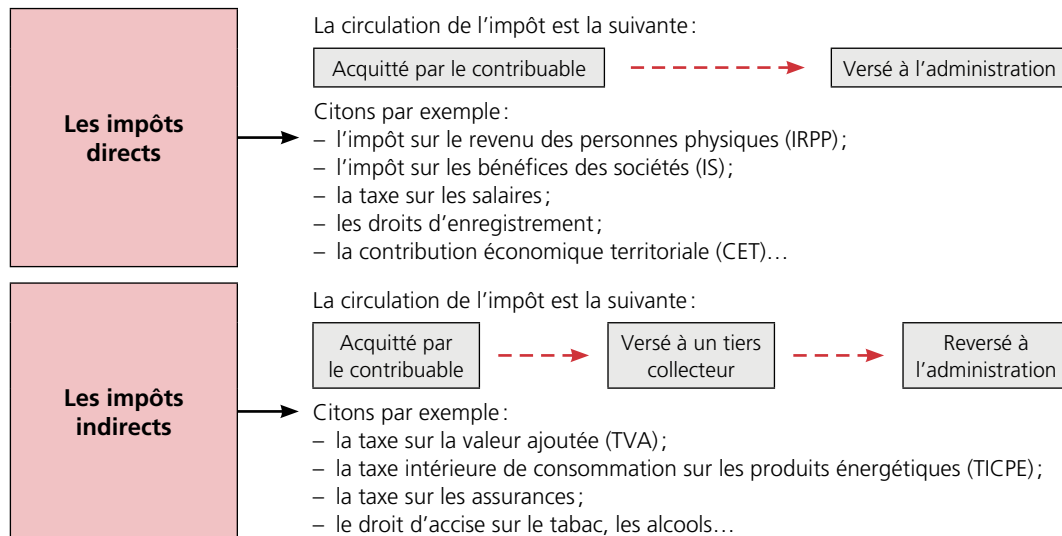 Les impôts
directs
La circulation de l'impôt est la suivante :
Acquitté par le contribuable
Versé à l'administration
Citons par exemple :
– l'impôt sur le revenu des personnes physiques (IRPP) ;
– l'impôt sur les bénéfices des sociétés (IS) ;
– la taxe sur les salaires ;
– les droits d'enregistrement ;
– la contribution économique territoriale (CET)…
Les impôts
indirects
La circulation de l'impôt est la suivante :
Acquitté par
le contribuable
Versé à un tiers
collecteur
Reversé à
l'administration
Citons par exemple :
– la taxe sur la valeur ajoutée (TVA) ;
– la taxe intérieure de consommation sur les produits énergétiques (TICPE) ;
– la taxe sur les assurances ;
– le droit d'accise sur le tabac, les alcools…